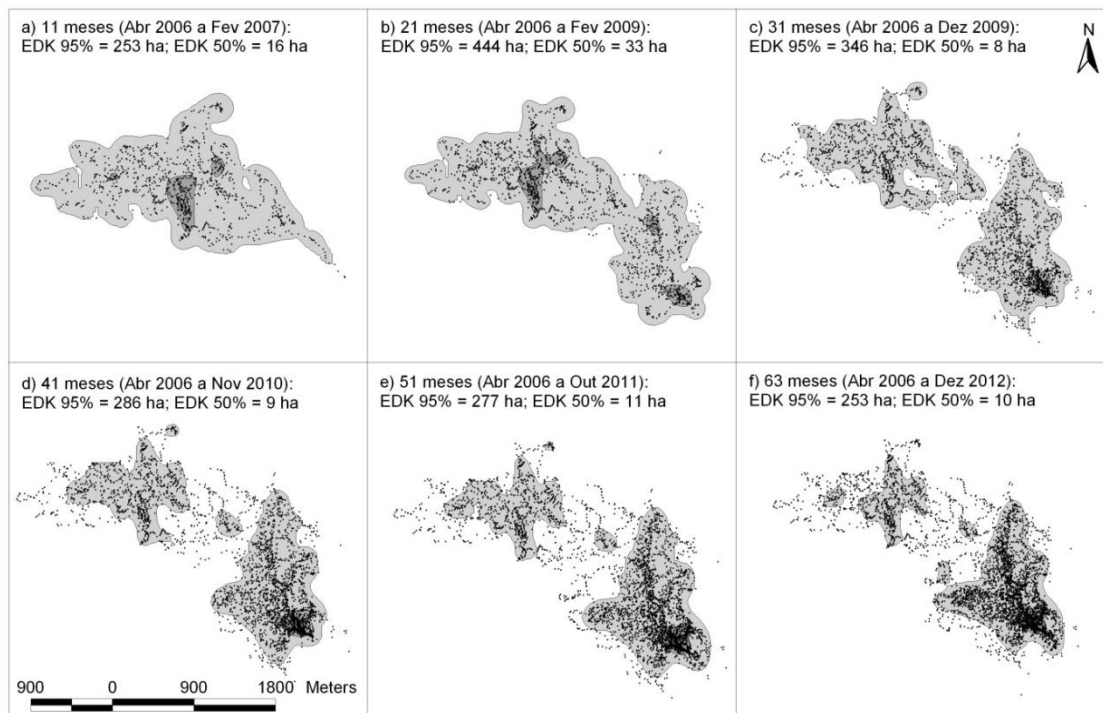 a) 11 meses (Abr 2006 a Fev 2007):
EDK 95% = 253 ha; EDK 50% = 16 ha
b) 21 meses (Abr 2006 a Fev 2009):
EDK 95% = 444 ha; EDK 50% = 33 ha
c) 31 meses (Abr 2006 a Dez 2009):
EDK 95% = 346 ha; EDK 50% = 8 ha
N
d) 41 meses (Abr 2006 a Nov 2010):
EDK 95% = 286 ha; EDK 50% = 9 ha
e) 51 meses (Abr 2006 a Out 2011):
EDK 95% = 277 ha; EDK 50% = 11 ha
f) 63 meses (Abr 2006 a Dez 2012):
EDK 95% = 253 ha; EDK 50% = 10 ha
900 0 900 1800 Meters